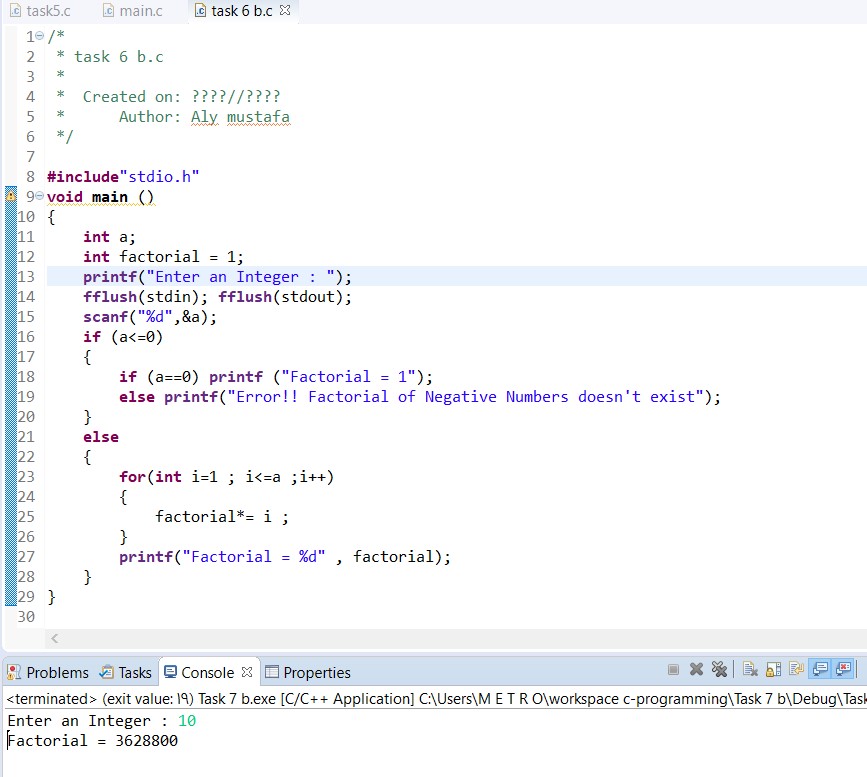 task5.c main.c task 6 b.c
1 /*
2 * task 6 b.c
3 *
4 * Created on: ????//????
5 * Author: Aly mustafa
6 */
7
8 #include"stdio.h"
9 void main ()
10 {
11 int a;
12 int factorial = 1;
13 printf("Enter an Integer : ");
14 fflush(stdin); fflush(stdout);
15 scanf("%d",&a);
16 if (a<=0)
17 {
18 if (a==0) printf ("Factorial = 1");
19 else printf("Error!! Factorial of Negative Numbers doesn't exist");
20 }
21 else
22 {
23 for(int i=1 ; i<=a ;i++)
24 {
25 factorial*= i ;
26 }
27 printf("Factorial = %d" , factorial);
28 }
29 }
30
Problems Tasks Console Properties
<terminated> (exit value: ١٩) Task 7 b.exe [C/C++ Application] C:\Users\M E T R O\workspace c-programming\Task 7 b\Debug\Task
Enter an Integer : 10
Factorial = 3628800